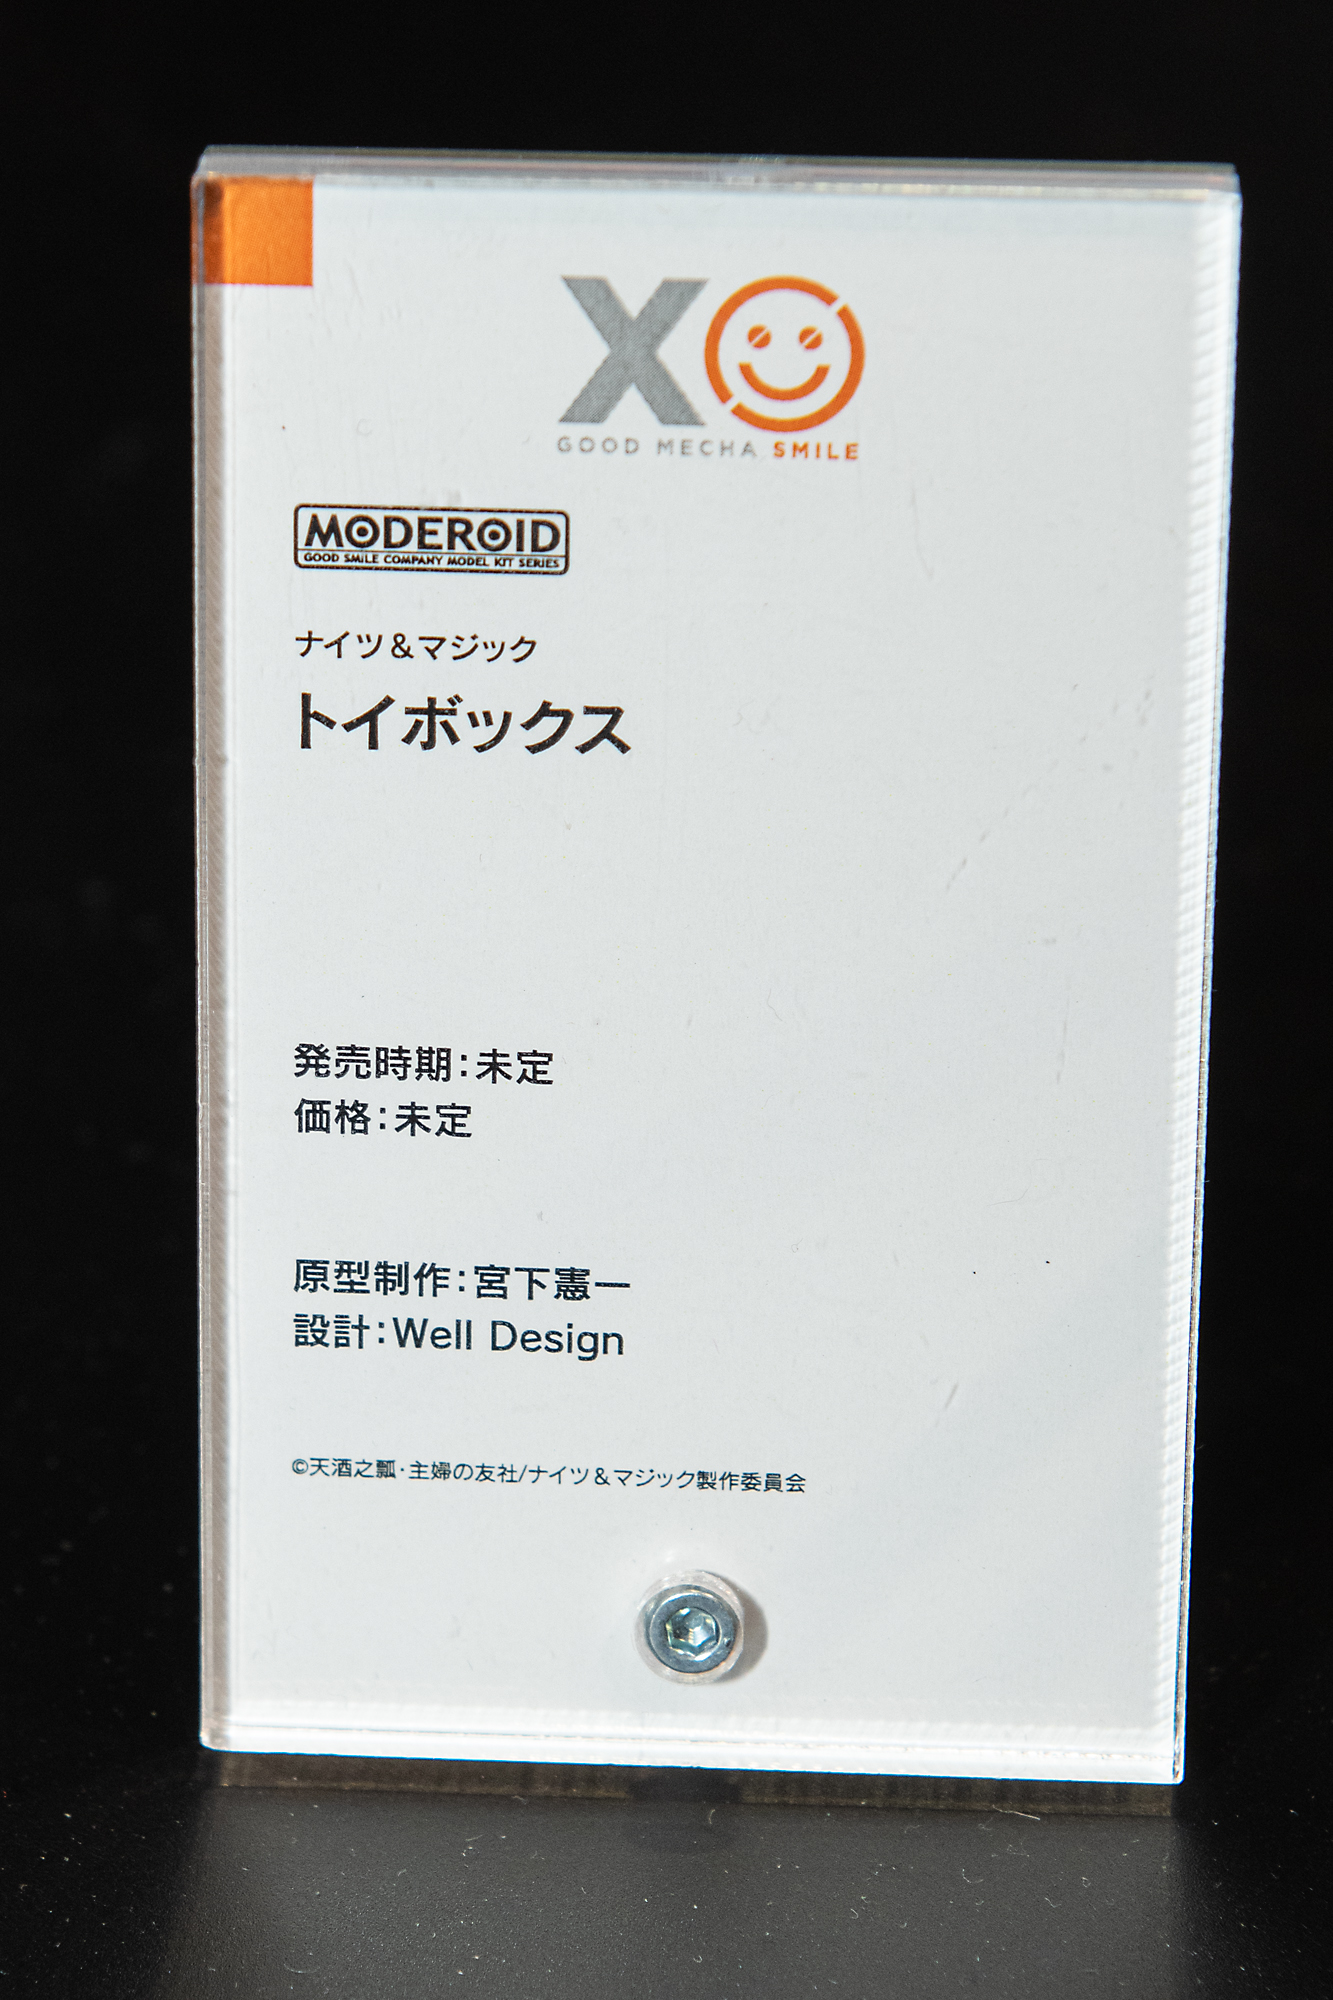 XO
GOOD MECHA SMILE
MODEROID
GOOD SMILE COMPANY MODEL KIT SERIES
ナイツ＆マジック
トイボックス
発売時期：未定
価格：未定
原型制作：宮下憲一
設計：Well Design
©天酒之瓢・主婦の友社/ナイツ＆マジック製作委員会